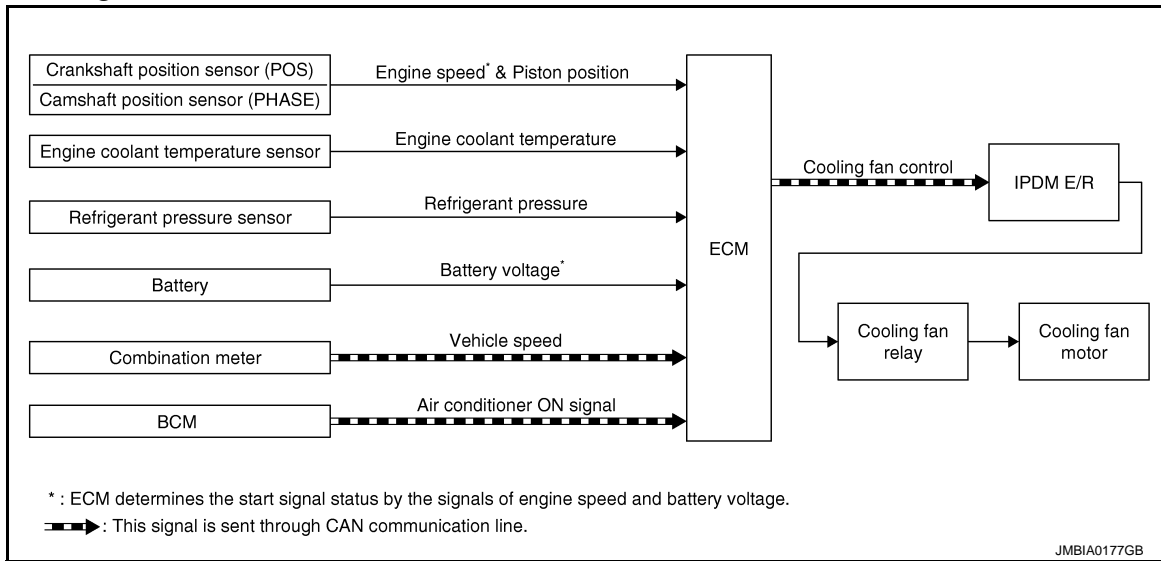 Crankshaft position sensor (POS)
Camshaft position sensor (PHASE)
Engine speed* & Piston position
Engine coolant temperature sensor
Engine coolant temperature
Refrigerant pressure sensor
Refrigerant pressure
Battery
Battery voltage*
Combination meter
Vehicle speed
BCM
Air conditioner ON signal
ECM
Cooling fan control
IPDM E/R
Cooling fan
relay
Cooling fan
motor
* : ECM determines the start signal status by the signals of engine speed and battery voltage.
: This signal is sent through CAN communication line.
JMBIA0177GB